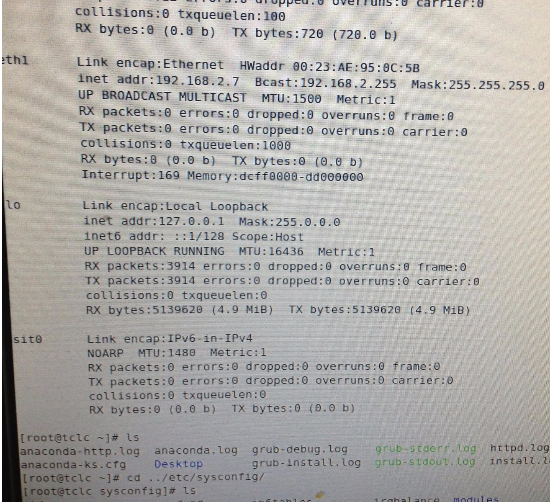 collisions:0 txqueuelen:100
RX bytes:0 (0.0 b)  TX bytes:720 (720.0 b)
eth1 Link encap:Ethernet  HWaddr 00:23:AE:95:0C:5B
inet addr:192.168.2.7  Bcast:192.168.2.255  Mask:255.255.255.0
UP BROADCAST MULTICAST  MTU:1500  Metric:1
RX packets:0 errors:0 dropped:0 overruns:0 frame:0
TX packets:0 errors:0 dropped:0 overruns:0 carrier:0
collisions:0 txqueuelen:1000
RX bytes:0 (0.0 b)  TX bytes:0 (0.0 b)
Interrupt:169 Memory:dcff0000-dd000000
lo Link encap:Local Loopback
inet addr:127.0.0.1  Mask:255.0.0.0
inet6 addr: ::1/128 Scope:Host
UP LOOPBACK RUNNING  MTU:16436  Metric:1
RX packets:3914 errors:0 dropped:0 overruns:0 frame:0
TX packets:3914 errors:0 dropped:0 overruns:0 carrier:0
collisions:0 txqueuelen:0
RX bytes:5139620 (4.9 MiB)  TX bytes:5139620 (4.9 MiB)
sit0 Link encap:IPv6-in-IPv4
NOARP  MTU:1480  Metric:1
RX packets:0 errors:0 dropped:0 overruns:0 frame:0
TX packets:0 errors:0 dropped:0 overruns:0 carrier:0
collisions:0 txqueuelen:0
RX bytes:0 (0.0 b)  TX bytes:0 (0.0 b)
[root@tclc ~]# ls
anaconda-http.log  anaconda.log  grub-debug.log  grub-stderr.log  httpd.log
anaconda-ks.cfg  Desktop  grub-install.log  grub-stdout.log
[root@tclc ~]# cd ../etc/sysconfig/
[root@tclc sysconfig]# ls
irqbalance  modules